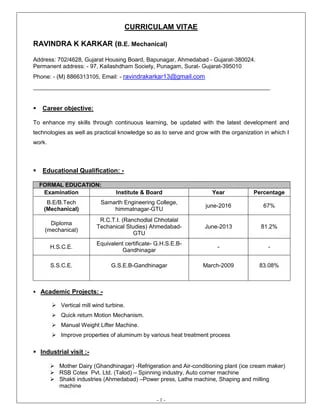 CURRICULAM VITAE
RAVINDRA K KARKAR (B.E. Mechanical)
Address: 702/4628, Gujarat Housing Board, Bapunagar, Ahmedabad - Gujarat-380024.
Permanent address: - 97, Kailashdham Society, Punagam, Surat- Gujarat-395010
Phone: - (M) 8866313105, Email: - ravindrakarkar13@gmail.com
▪ Career objective:
To enhance my skills through continuous learning, be updated with the latest development and
technologies as well as practical knowledge so as to serve and grow with the organization in which I
work.
▪ Educational Qualification: -
FORMAL EDUCATION:
Examination Institute & Board Year Percentage
B.E/B.Tech (Mechanical) Samarth Engineering College, himmatnagar-GTU june-2016 67%
Diploma (mechanical) R.C.T.I. (Ranchodlal Chhotalal Techanical Studies) Ahmedabad- GTU June-2013 81.2%
H.S.C.E. Equivalent certificate- G.H.S.E.B- Gandhinagar - -
S.S.C.E. G.S.E.B-Gandhinagar March-2009 83.08%
▪ Academic Projects: -
➢ Vertical mill wind turbine.
➢ Quick return Motion Mechanism.
➢ Manual Weight Lifter Machine.
➢ Improve properties of aluminum by various heat treatment process
▪ Industrial visit :-
➢ Mother Dairy (Ghandhinagar) -Refrigeration and Air-conditioning plant (ice cream maker)
➢ RSB Cotex Pvt. Ltd. (Talod) – Spinning industry, Auto corner machine
➢ Shakti industries (Ahmedabad) –Power press, Lathe machine, Shaping and milling
machine
- 1 -